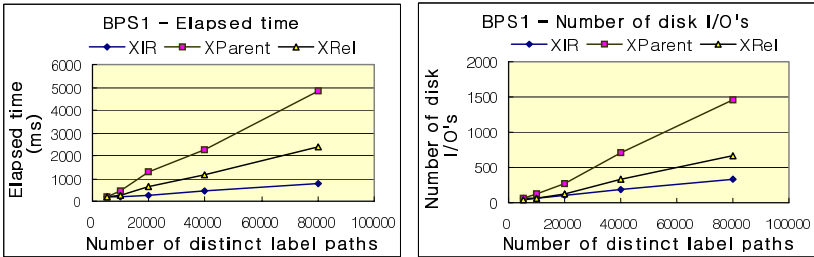 BPS1 - Elapsed time
XIR XParent XRel
Elapsed time (ms)
6000
5000
4000
3000
2000
1000
0
0 20000 40000 60000 80000 100000
Number of distinct label paths
BPS1 - Number of disk I/O's
XIR XParent XRel
Number of disk I/O's
2000
1500
1000
500
0
0 20000 40000 60000 80000 100000
Number of distinct label paths